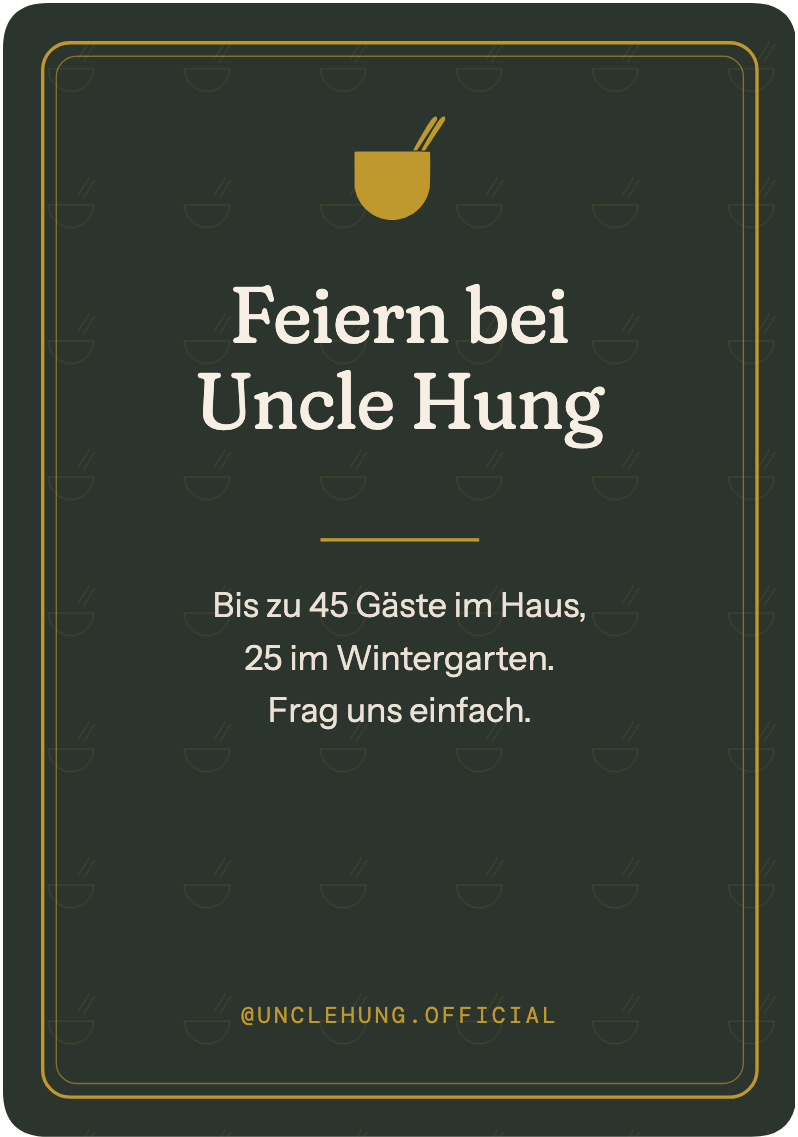 Feiern bei
Uncle Hung
Bis zu 45 Gäste im Haus,
25 im Wintergarten.
Frag uns einfach.
@UNCLEHUNG.OFFICIAL